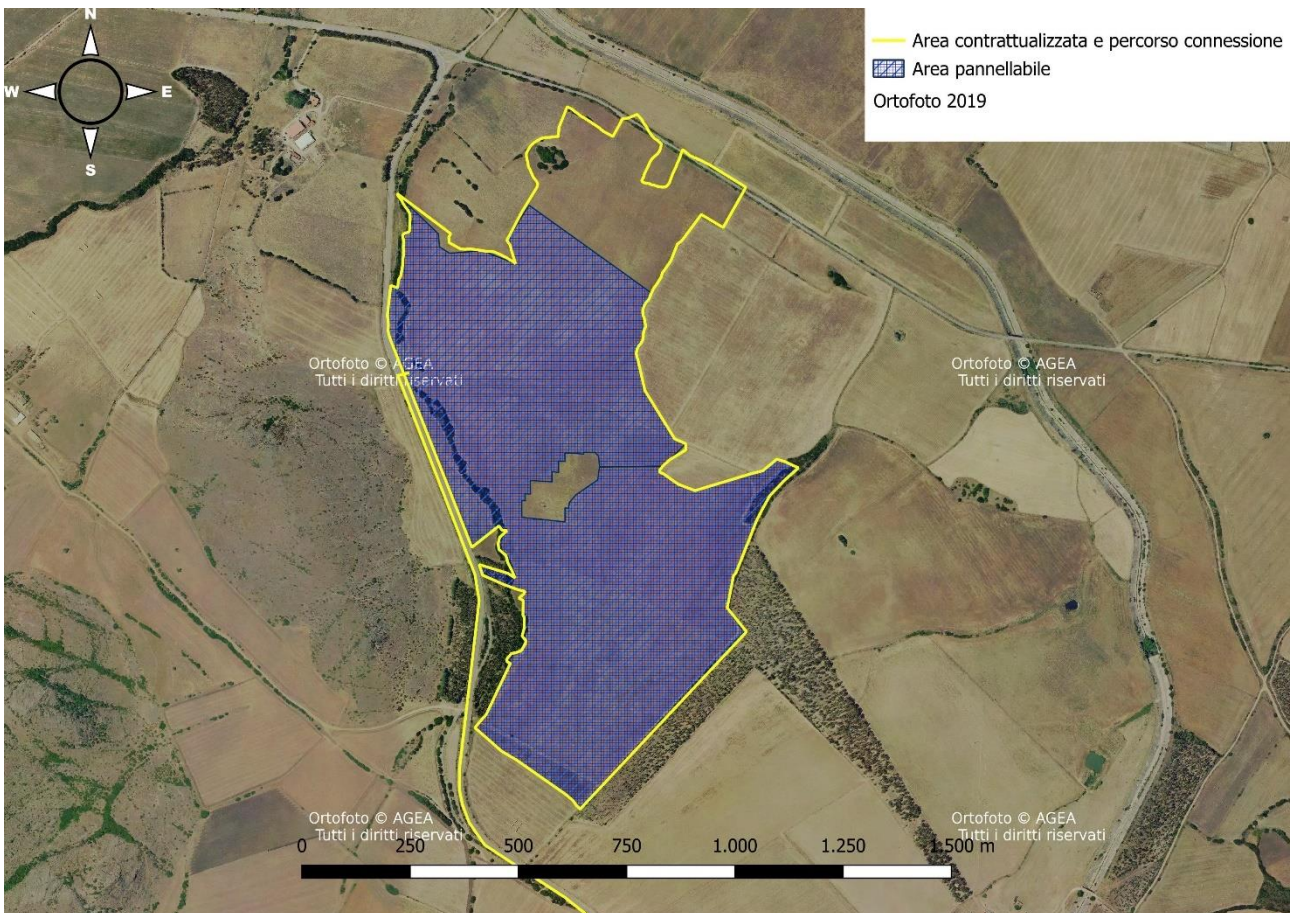 N
W
E
S
Area contrattualizzata e percorso connessione
Area pannellabile
Ortofoto 2019
Ortofoto © AGEA
Tutti i diritti riservati
Ortofoto © AGEA
Tutti i diritti riservati
Ortofoto © AGEA
Tutti i diritti riservati
Ortofoto © AGEA
Tutti i diritti riservati
0 250 500 750 1.000 1.250 1.500 m